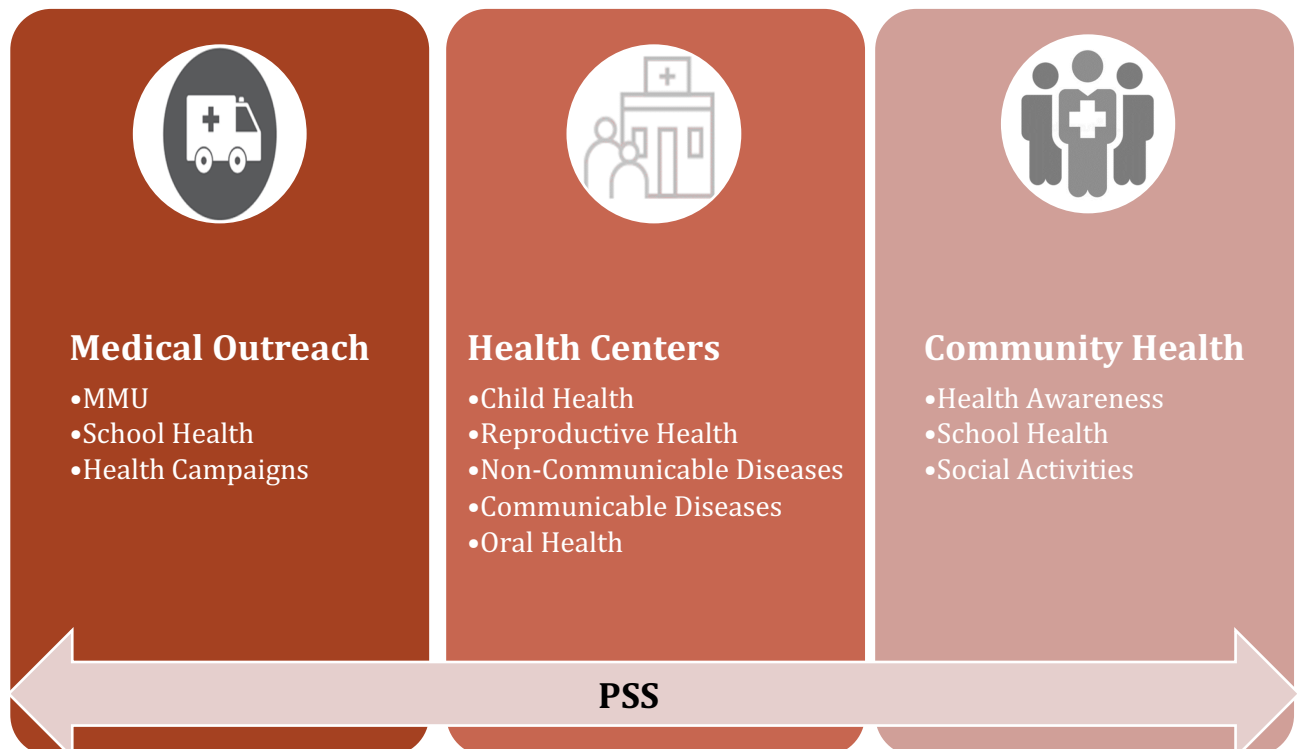 Medical Outreach
•MMU
•School Health
•Health Campaigns
Health Centers
•Child Health
•Reproductive Health
•Non-Communicable Diseases
•Communicable Diseases
•Oral Health
Community Health
•Health Awareness
•School Health
•Social Activities
PSS